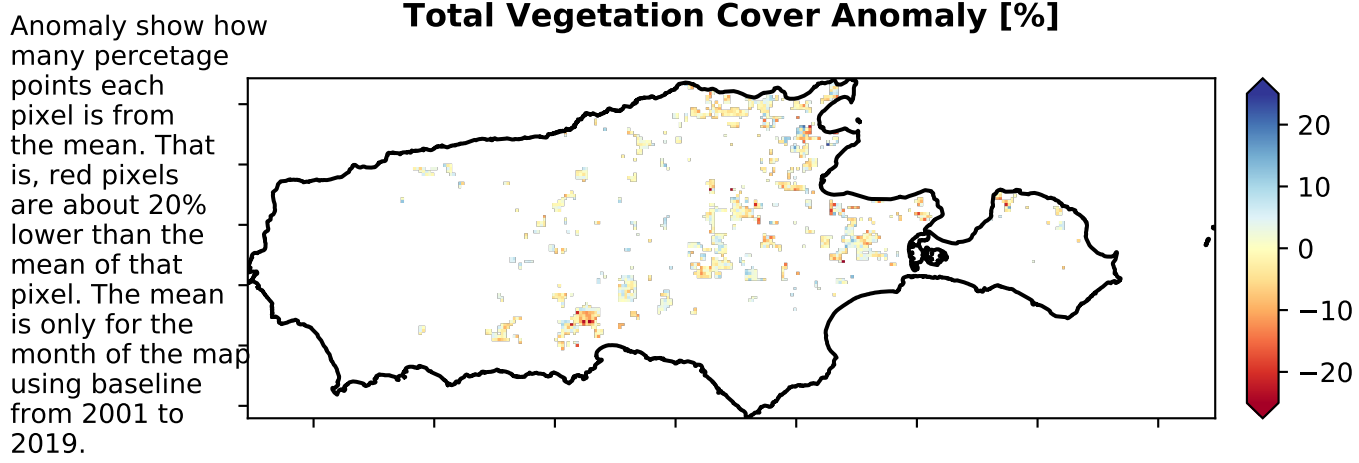 Total Vegetation Cover Anomaly [%]
Anomaly show how
many percetage
points each
pixel is from
the mean. That
is, red pixels
are about 20%
lower than the
mean of that
pixel. The mean
is only for the
month of the map
using baseline
from 2001 to
2019.
20
10
0
−10
−20